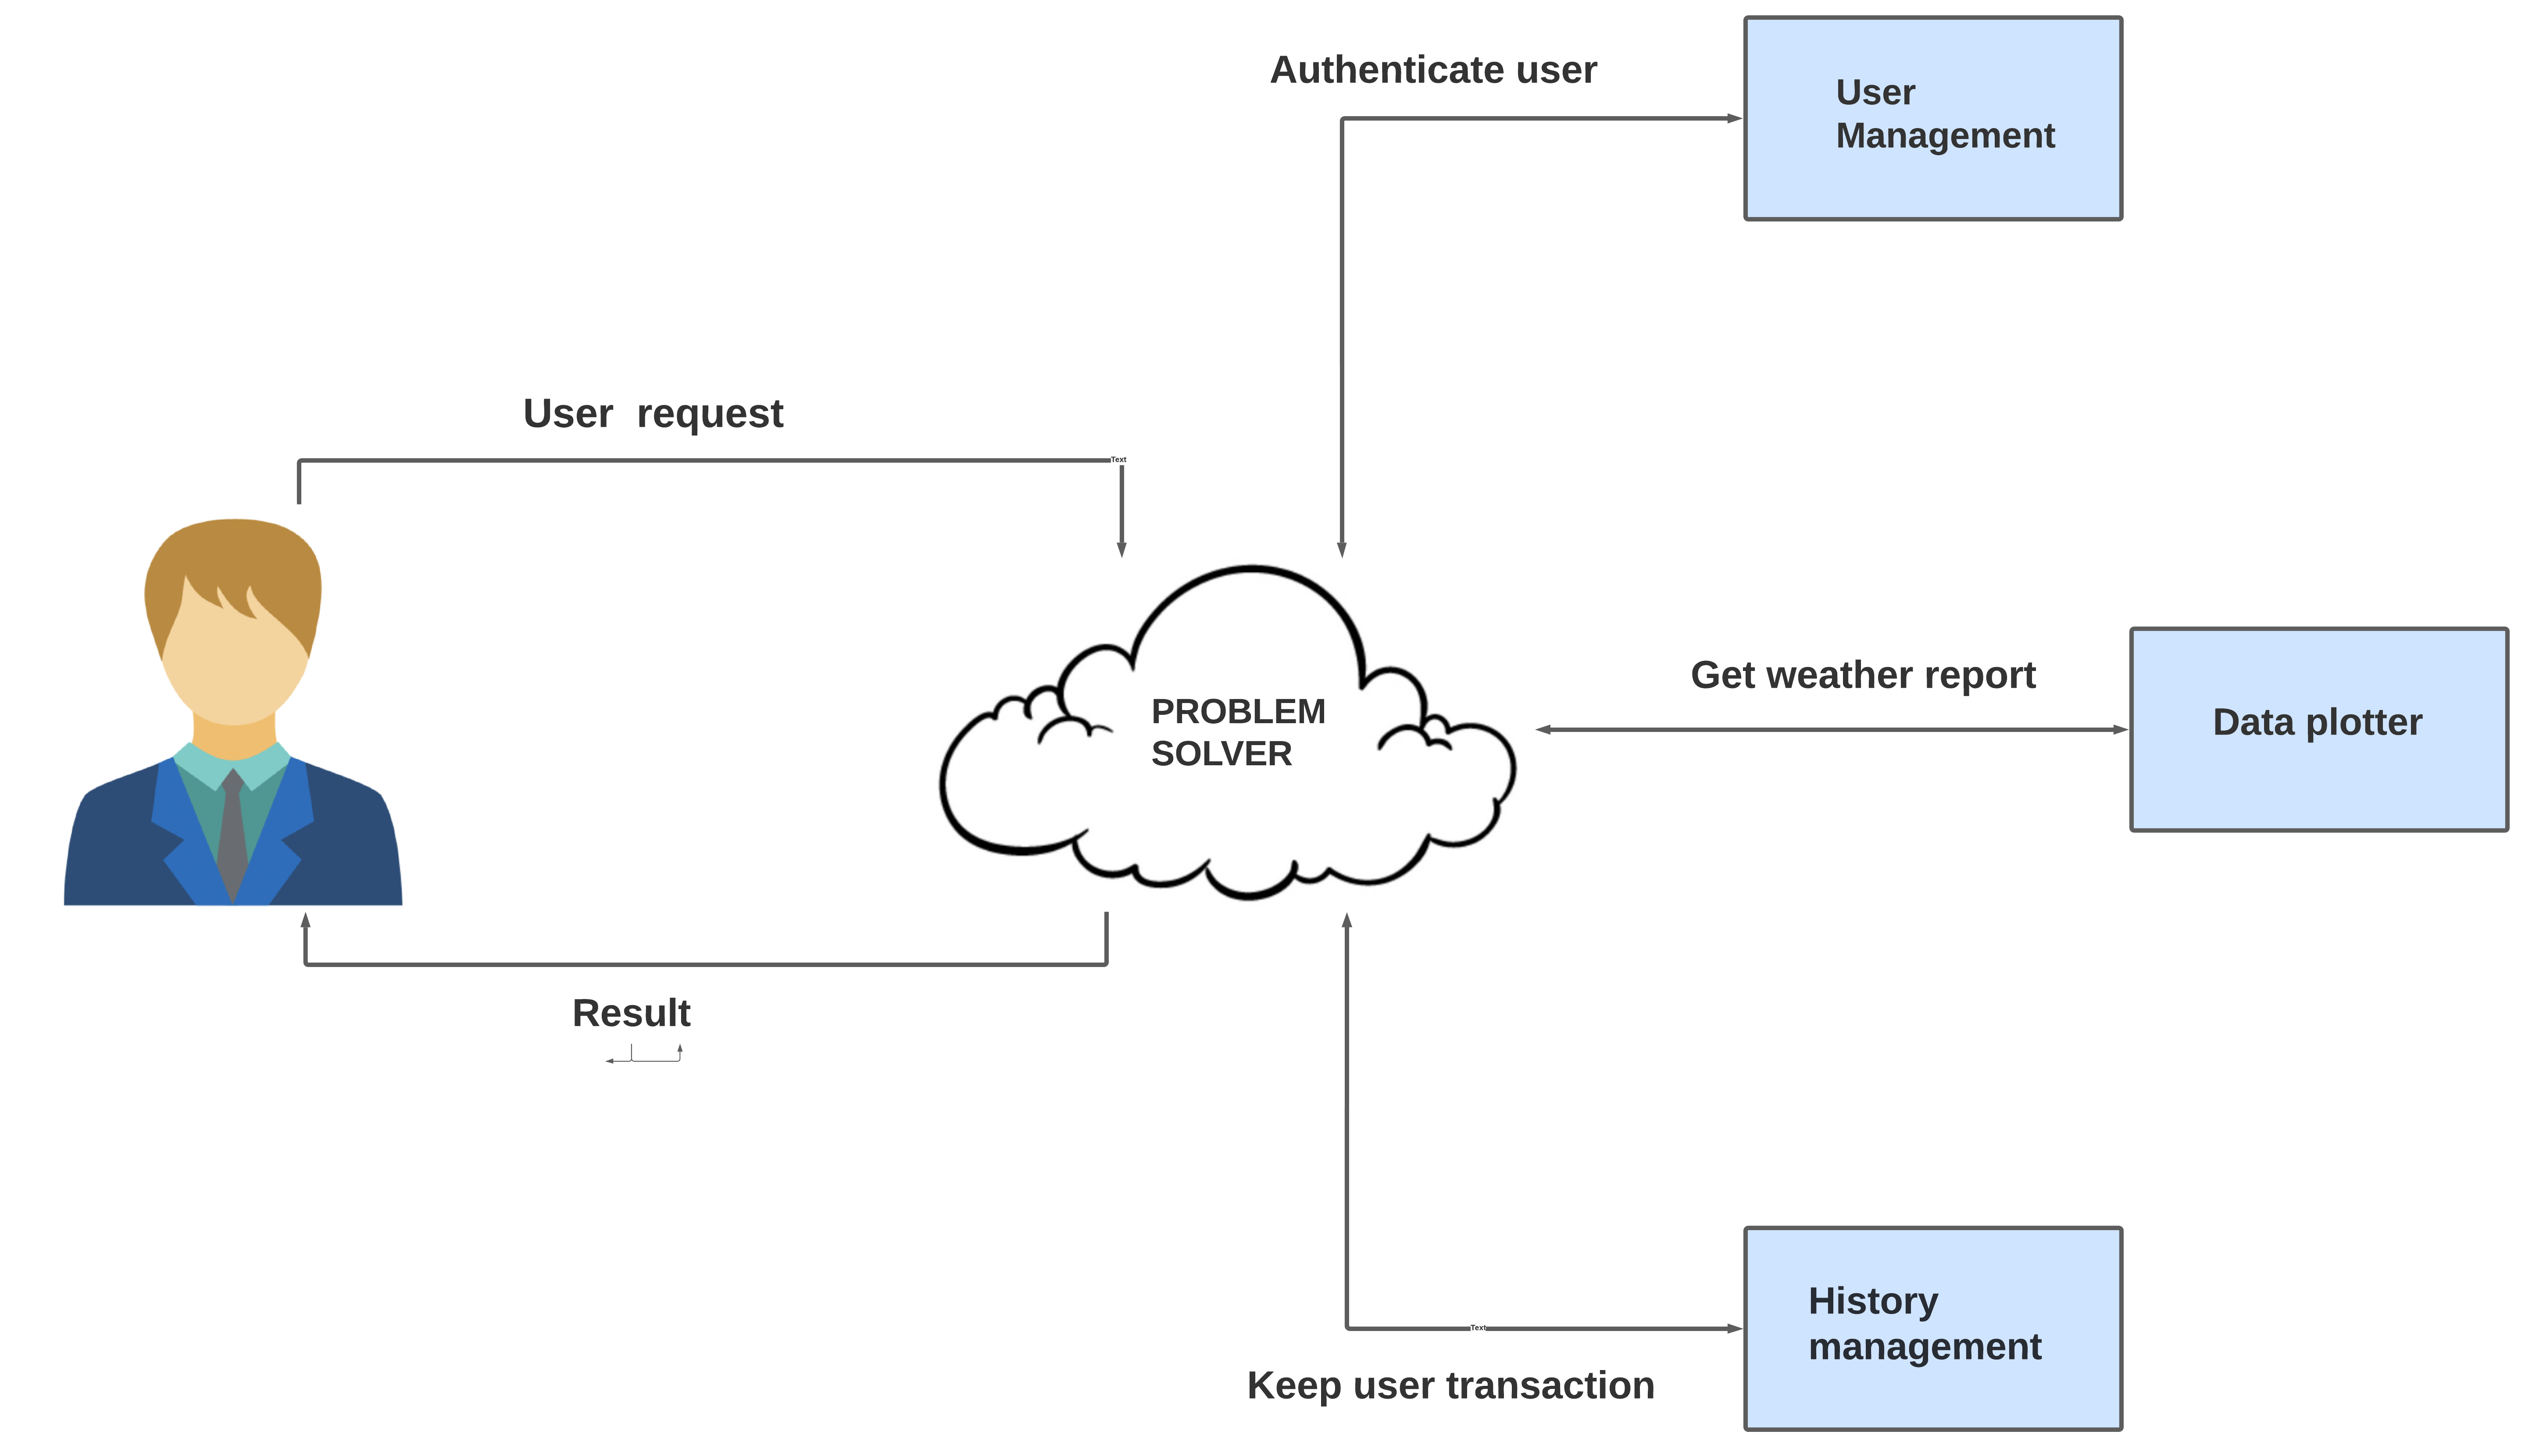 Authenticate user
User
Management
User  request
Text
PROBLEM
SOLVER
Get weather report
Data plotter
Result
History
management
Text
Keep user transaction